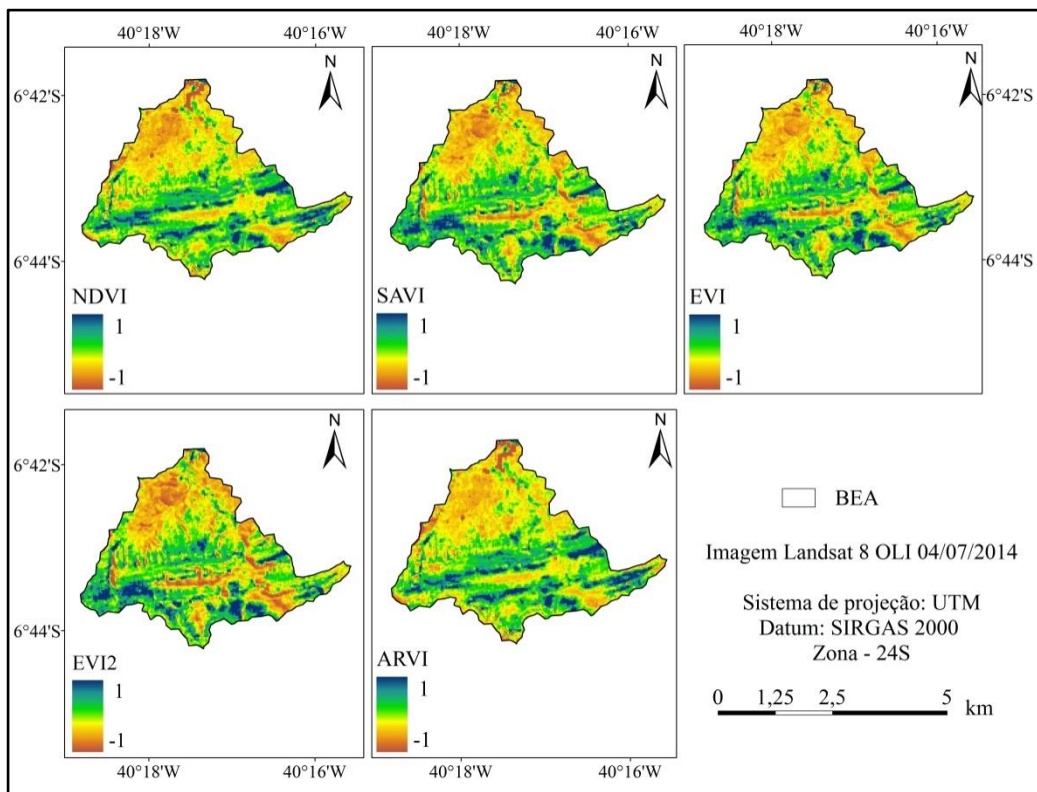 40°18'W 40°16'W 40°18'W 40°16'W 40°18'W 40°16'W
N N N
6°42'S 6°42'S
6°44'S 6°44'S
NDVI SAVI EVI
1 1 1
-1 -1 -1
N N
6°42'S
BEA
Imagem Landsat 8 OLI 04/07/2014
Sistema de projeção: UTM
Datum: SIRGAS 2000
Zona - 24S
6°44'S
EVI2 ARVI
1 1
-1 -1
0 1,25 2,5 5
km
40°18'W 40°16'W 40°18'W 40°16'W